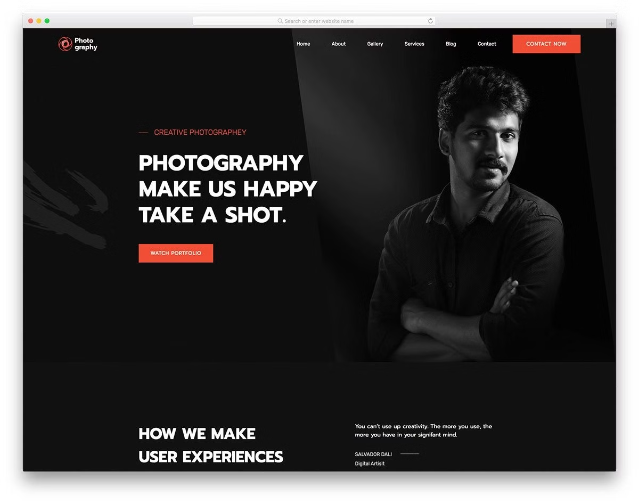 Search or enter website name
Photo
graphy
Home About Gallery Services Blog Contact CONTACT NOW
CREATIVE PHOTOGRAPHEY
PHOTOGRAPHY
MAKE US HAPPY
TAKE A SHOT.
WATCH PORTFOLIO
HOW WE MAKE
USER EXPERIENCES
You can't use up creativity. The more you use, the
more you have in your signifant mind.
SALVADOR DALI
Digital Artisit